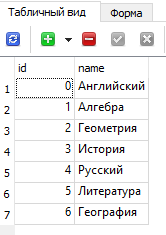 Табличный вид Форма
id name
1 0 Английский
2 1 Алгебра
3 2 Геометрия
4 3 История
5 4 Русский
6 5 Литература
7 6 География